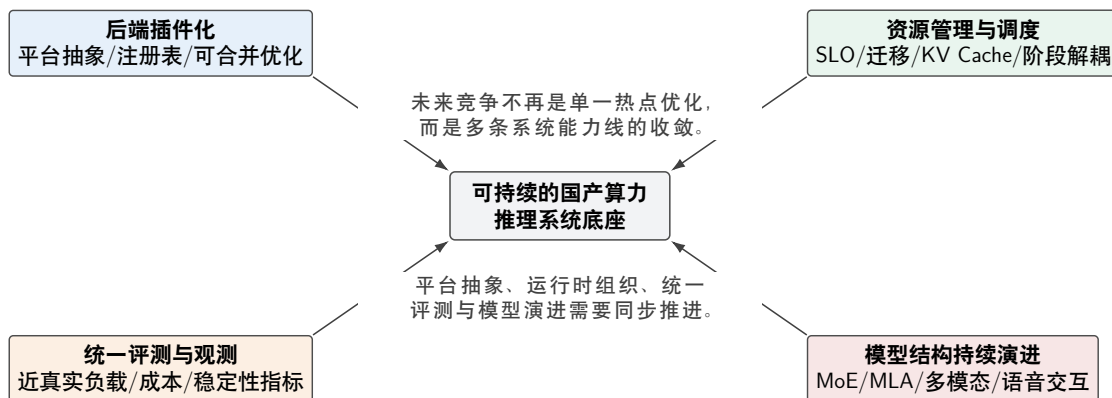 后端插件化
平台抽象/注册表/可合并优化
资源管理与调度
SLO/迁移/KV Cache/阶段解耦
未来竞争不再是单一热点优化,
而是多条系统能力线的收敛。
可持续的国产算力
推理系统底座
平台抽象、运行时组织、统一
评测与模型演进需要同步推进。
统一评测与观测
近真实负载/成本/稳定性指标
模型结构持续演进
MoE/MLA/多模态/语音交互